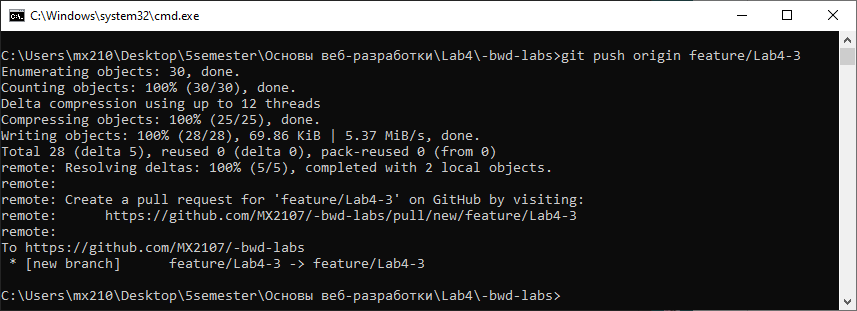 C:\Windows\system32\cmd.exe
C:\Users\mx210\Desktop\5semester\Основы веб-разработки\Lab4\-bwd-labs>git push origin feature/Lab4-3
Enumerating objects: 30, done.
Counting objects: 100% (30/30), done.
Delta compression using up to 12 threads
Compressing objects: 100% (25/25), done.
Writing objects: 100% (28/28), 69.86 KiB | 5.37 MiB/s, done.
Total 28 (delta 5), reused 0 (delta 0), pack-reused 0 (from 0)
remote: Resolving deltas: 100% (5/5), completed with 2 local objects.
remote:
remote: Create a pull request for 'feature/Lab4-3' on GitHub by visiting:
remote:      https://github.com/MX2107/-bwd-labs/pull/new/feature/Lab4-3
remote:
To https://github.com/MX2107/-bwd-labs
 * [new branch]      feature/Lab4-3 -> feature/Lab4-3
C:\Users\mx210\Desktop\5semester\Основы веб-разработки\Lab4\-bwd-labs>